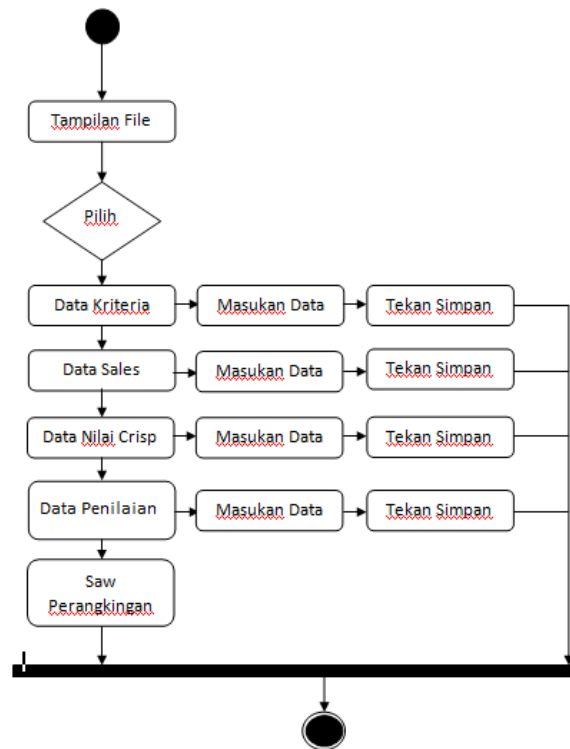 Tampilan File
Pilih
Data Kriteria
Masukan Data
Tekan Simpan
Data Sales
Masukan Data
Tekan Simpan
Data Nilai Crisp
Masukan Data
Tekan Simpan
Data Penilaian
Masukan Data
Tekan Simpan
Saw
Perangkingan